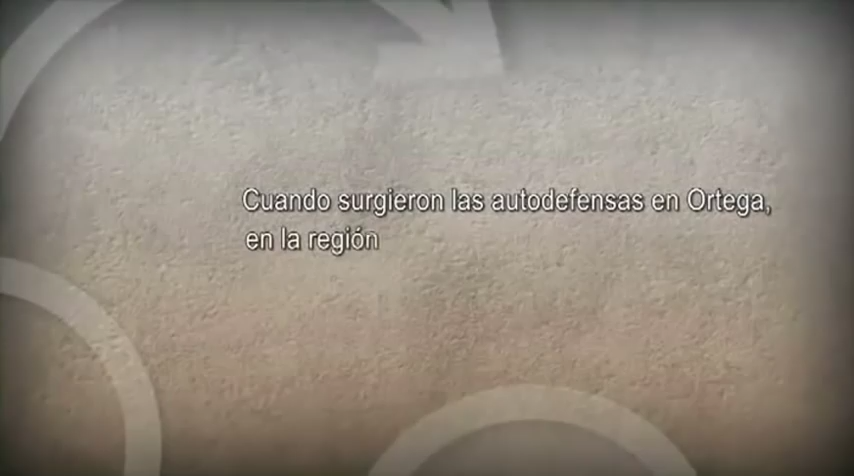 Cuando surgieron las autodefensas en Ortega,
en la región